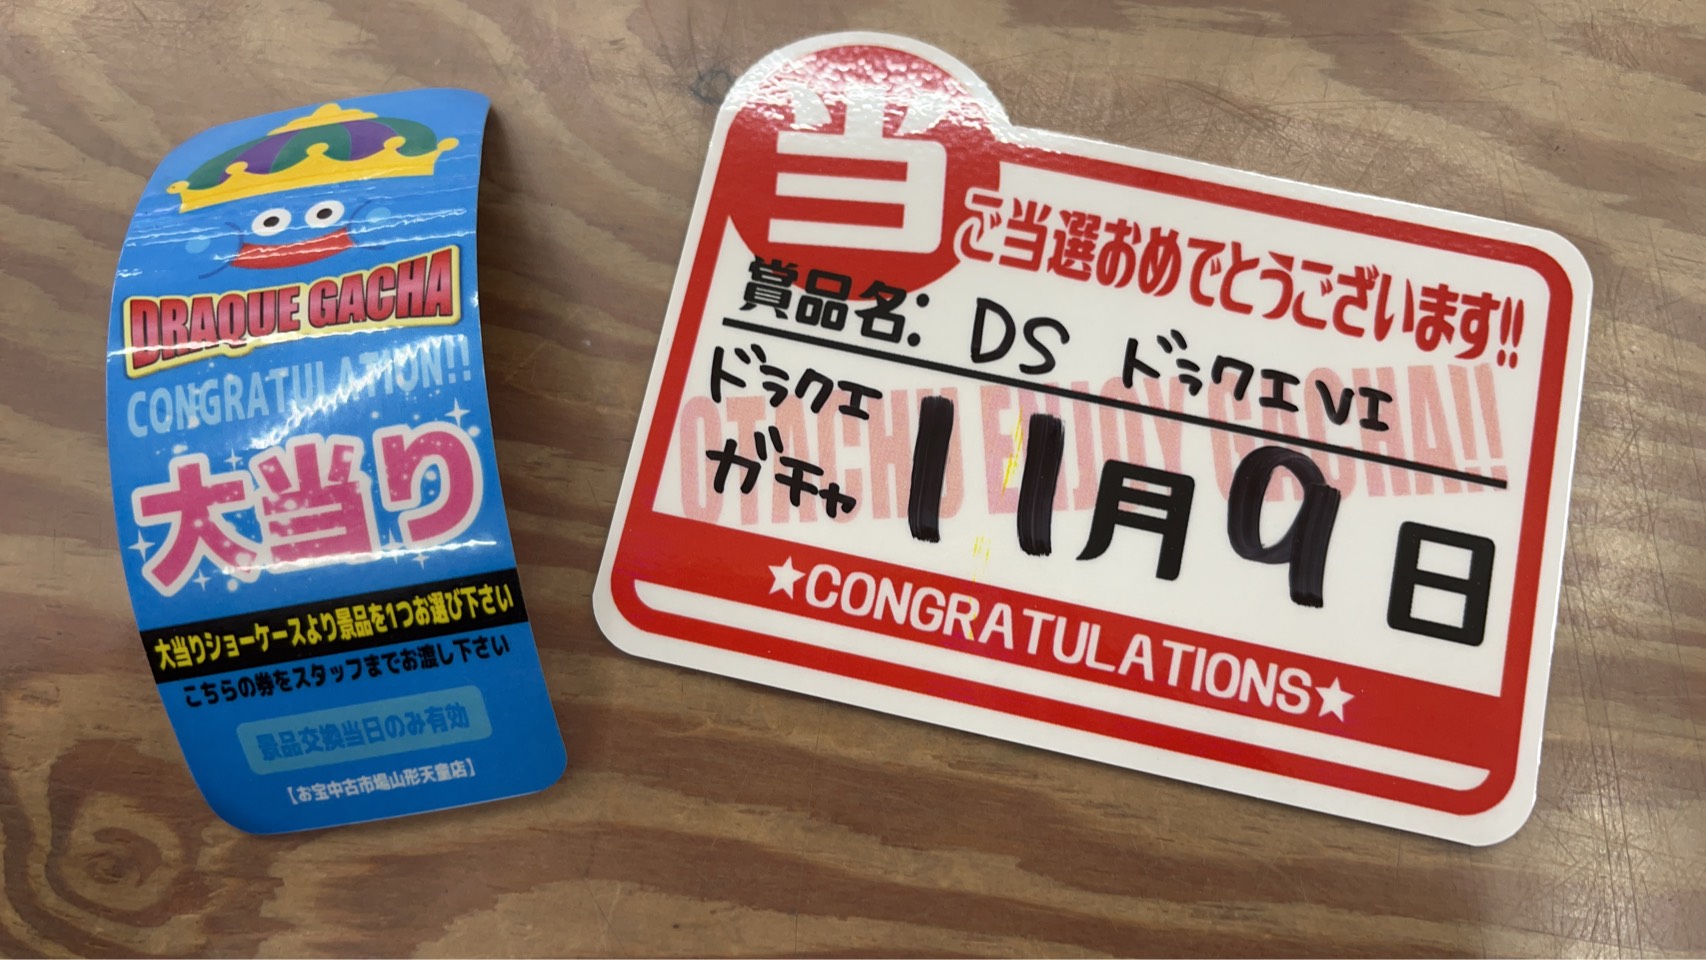 DRAQUE GACHA
CONGRATULATION!!
大当り
大当りショーケースより景品を1つお選び下さい
こちらの券をスタッフまでお渡し下さい
景品交換当日のみ有効
【お宝中古市場山形天童店】
当
ご当選おめでとうございます!!
賞品名: DS ドラクエVI
OTACHU ENJOY GACHA!!
ドラクエ
ガチャ 11月9日
★CONGRATULATIONS★